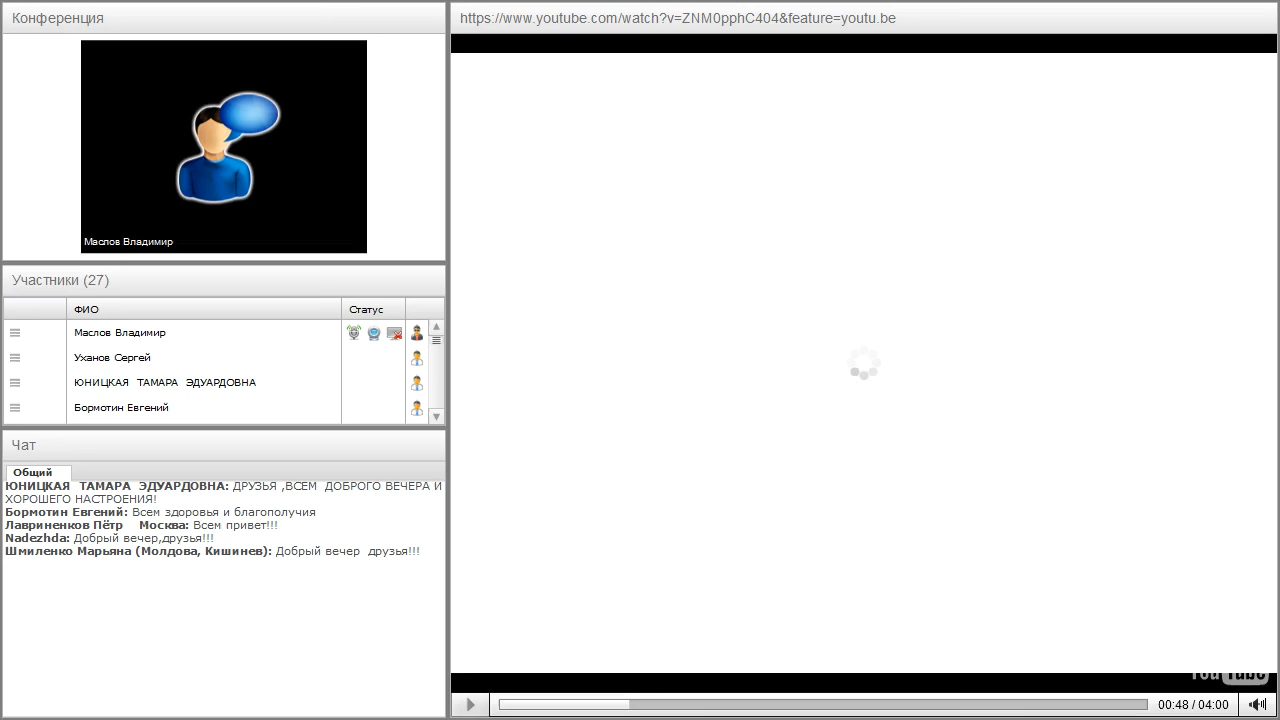 Конференция
https://www.youtube.com/watch?v=ZNM0pphC404&feature=youtu.be
Маслов Владимир
Участники (27)
ФИО Статус
Маслов Владимир
Уханов Сергей
ЮНИЦКАЯ ТАМАРА ЭДУАРДОВНА
Бормотин Евгений
Чат
Общий
ЮНИЦКАЯ ТАМАРА ЭДУАРДОВНА: ДРУЗЬЯ ,ВСЕМ ДОБРОГО ВЕЧЕРА И
ХОРОШЕГО НАСТРОЕНИЯ!
Бормотин Евгений: Всем здоровья и благополучия
Лавриненков Пётр Москва: Всем привет!!!
Nadezhda: Добрый вечер,друзья!!!
Шмиленко Марьяна (Молдова, Кишинев): Добрый вечер друзья!!!
YouTube
00:48 / 04:00